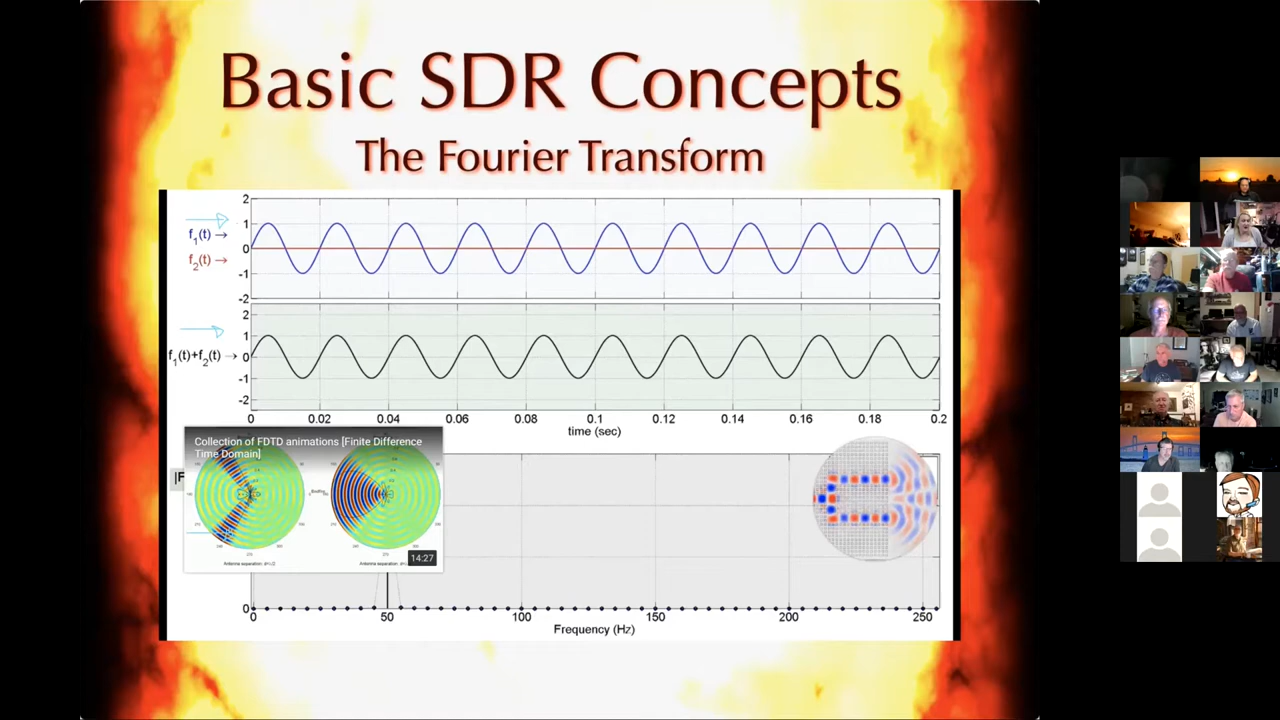 Basic SDR Concepts
The Fourier Transform
2
1
0
-1
-2
f1(t) →
f2(t) →
2
1
0
-1
-2
f1(t)+f2(t) →
0 0.02 0.04 0.06 0.08 0.1 0.12 0.14 0.16 0.18 0.2
time (sec)
Collection of FDTD animations [Finite Difference
Time Domain]
|F
14:27
0
0 50 100 150 200 250
Frequency (Hz)